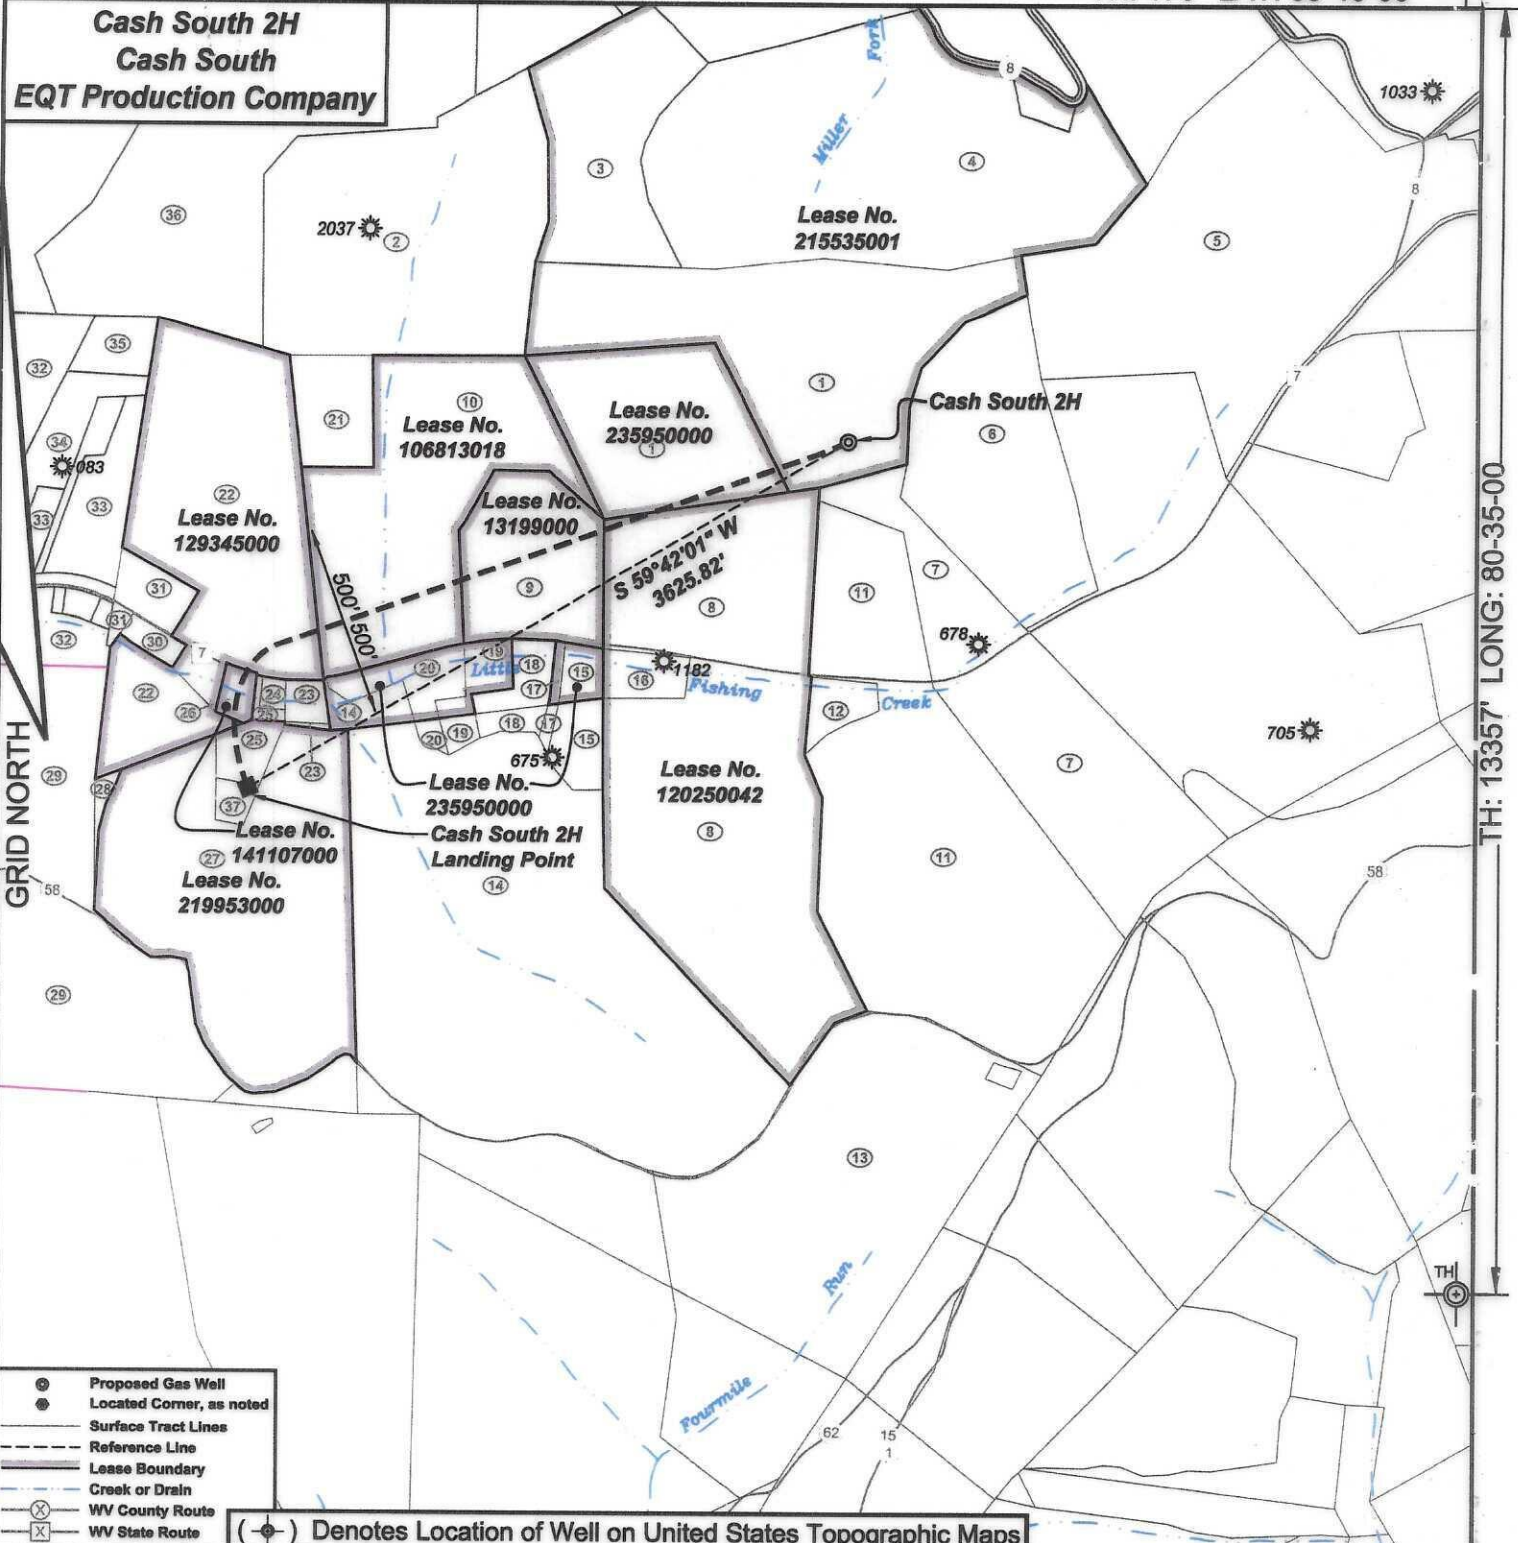 Cash South 2H
Cash South
EQT Production Company
Fork
8
1033
Miller
3
4
8
36
2037
2
Lease No.
215535001
5
35
32
7
21
10
Lease No.
106813018
Lease No.
235950000
1
1
Cash South 2H
6
34
083
22
Lease No.
129345000
33
33
Lease No.
13199000
S 59°42'01" W
3625.82'
TH: 13357' LONG: 80-35-00
31
500'
500'
9
8
11
7
678
31
30
32
7
22
26
24
23
25
14
20
19
Little
18
17
15
16
1182
Fishing
Creek
12
705
7
25
23
20
19
18
17
15
675
GRID NORTH
29
28
37
Lease No.
235950000
Lease No.
120250042
8
Lease No.
141107000
Cash South 2H
Landing Point
27
Lease No.
219953000
14
11
58
58
29
13
Run
TH
Fourmile
62
15
1
Proposed Gas Well
Located Corner, as noted
Surface Tract Lines
Reference Line
Lease Boundary
Creek or Drain
X WV County Route
X WV State Route
( ) Denotes Location of Well on United States Topographic Maps